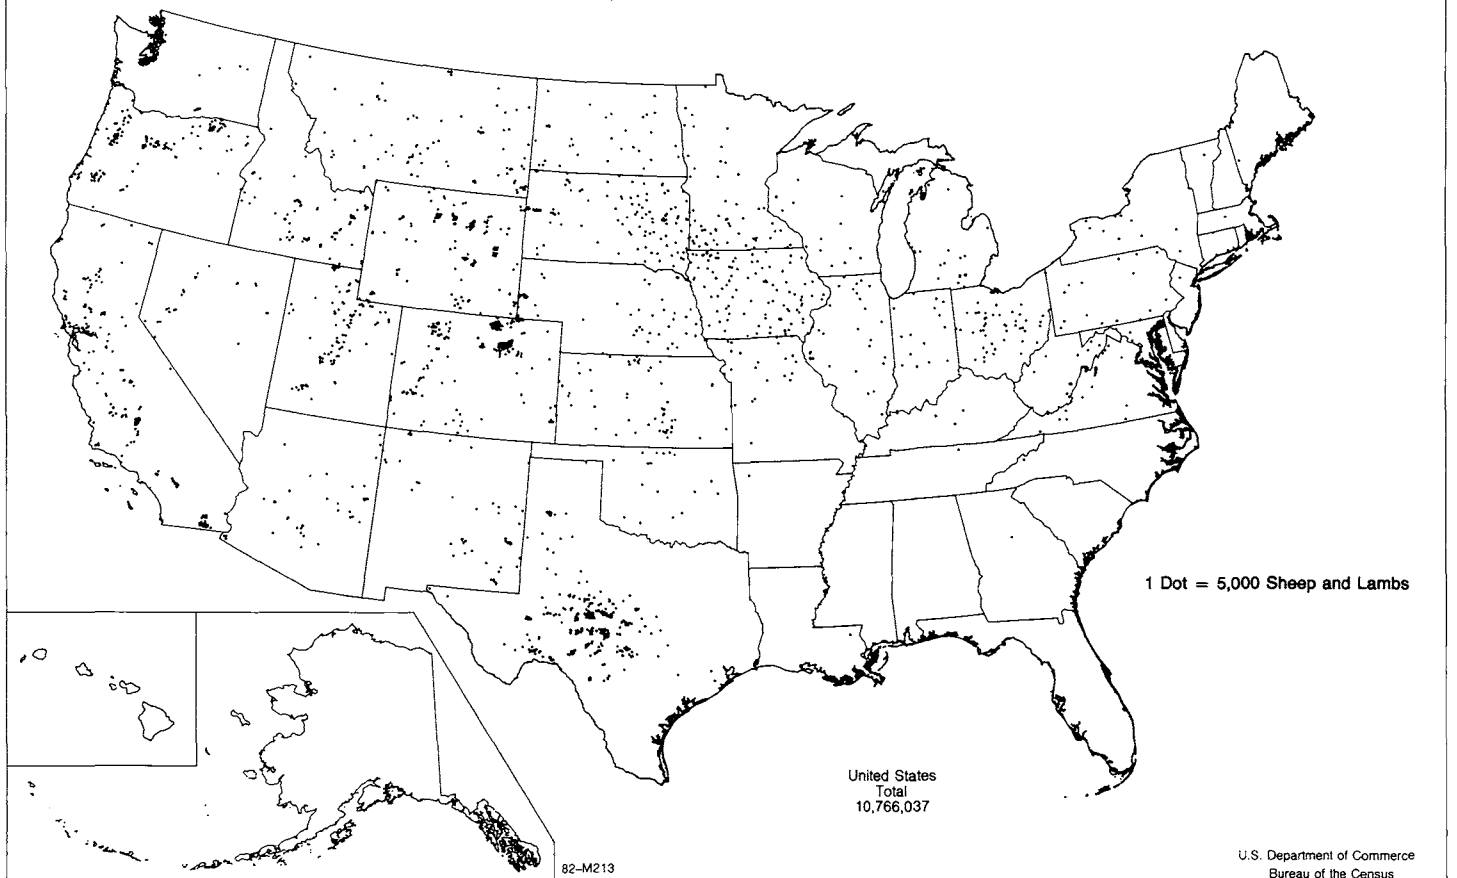 1 Dot = 5,000 Sheep and Lambs
United States
Total
10,766,037
82–M213
U.S. Department of Commerce
Bureau of the Census